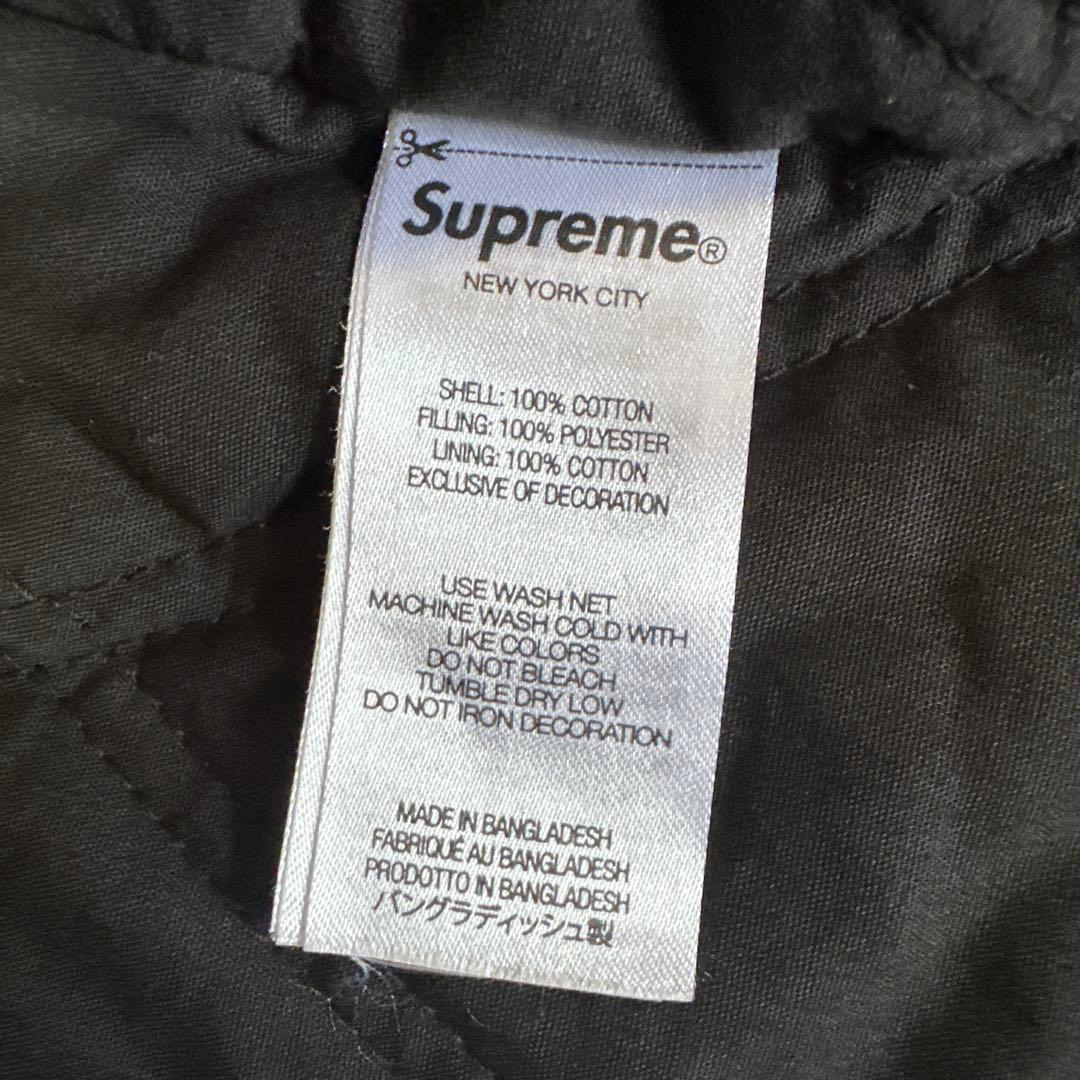 Supreme®
NEW YORK CITY
SHELL: 100% COTTON
FILLING: 100% POLYESTER
LINING: 100% COTTON
EXCLUSIVE OF DECORATION
USE WASH NET
MACHINE WASH COLD WITH
LIKE COLORS
DO NOT BLEACH
TUMBLE DRY LOW
DO NOT IRON DECORATION
MADE IN BANGLADESH
FABRIQUÉ AU BANGLADESH
PRODOTTO IN BANGLADESH
バングラディッシュ製